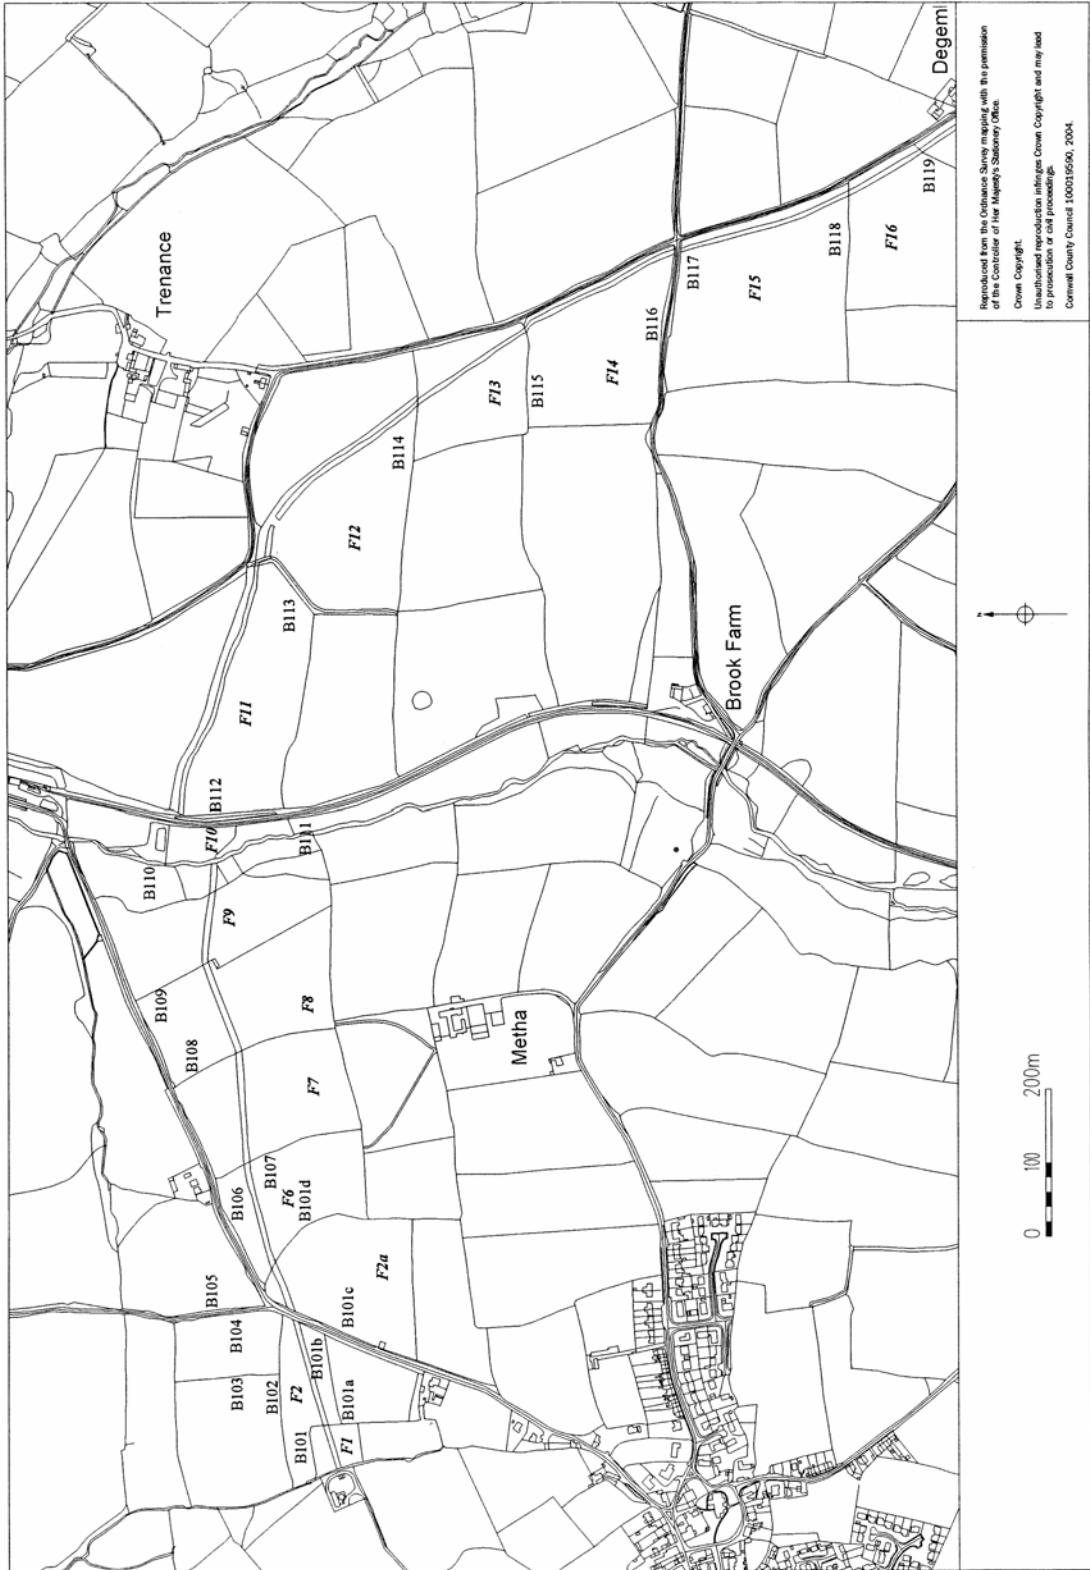 Trenance
Degeml
B101
B101a
B101b
B101c
B101d
B102
B103
B104
B105
B106
B107
B108
B109
B110
B111
B112
B113
B114
B115
B116
B117
B118
B119
F1
F2
F2a
F6
F7
F8
F9
F10
F11
F12
F13
F14
F15
F16
Metha
Brook Farm
0 100 200m
N
Reproduced from the Ordnance Survey mapping with the permission
of the Controller of Her Majesty's Stationery Office.
Crown Copyright.
Unauthorised reproduction infringes Crown Copyright and may lead
to prosecution or civil proceedings.
Cornwall County Council 100019590, 2004.